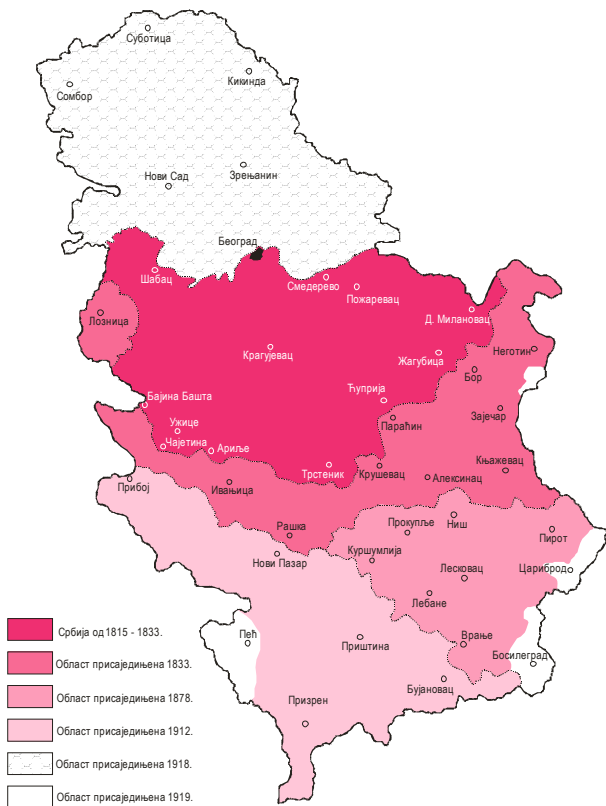 Суботица
Кикинда
Сомбор
Зрењанин
Нови Сад
Београд
Шабац
Смедерево
Пожаревац
Лозница
Д. Милановац
Крагујевац
Жагубица
Неготин
Бор
Бајина Башта
Ћуприја
Параћин
Зајечар
Ужице
Чајетина
Ариље
Трстеник
Крушевац
Књажевац
Алексинац
Прибој
Ивањица
Рашка
Прокупље
Ниш
Пирот
Нови Пазар
Куршумлија
Лесковац
Цариброд
Лебане
Пећ
Приштина
Врање
Босилеград
Бујановац
Призрен
Србија од 1815 - 1833.
Област присаједињена 1833.
Област присаједињена 1878.
Област присаједињена 1912.
Област присаједињена 1918.
Област присаједињена 1919.